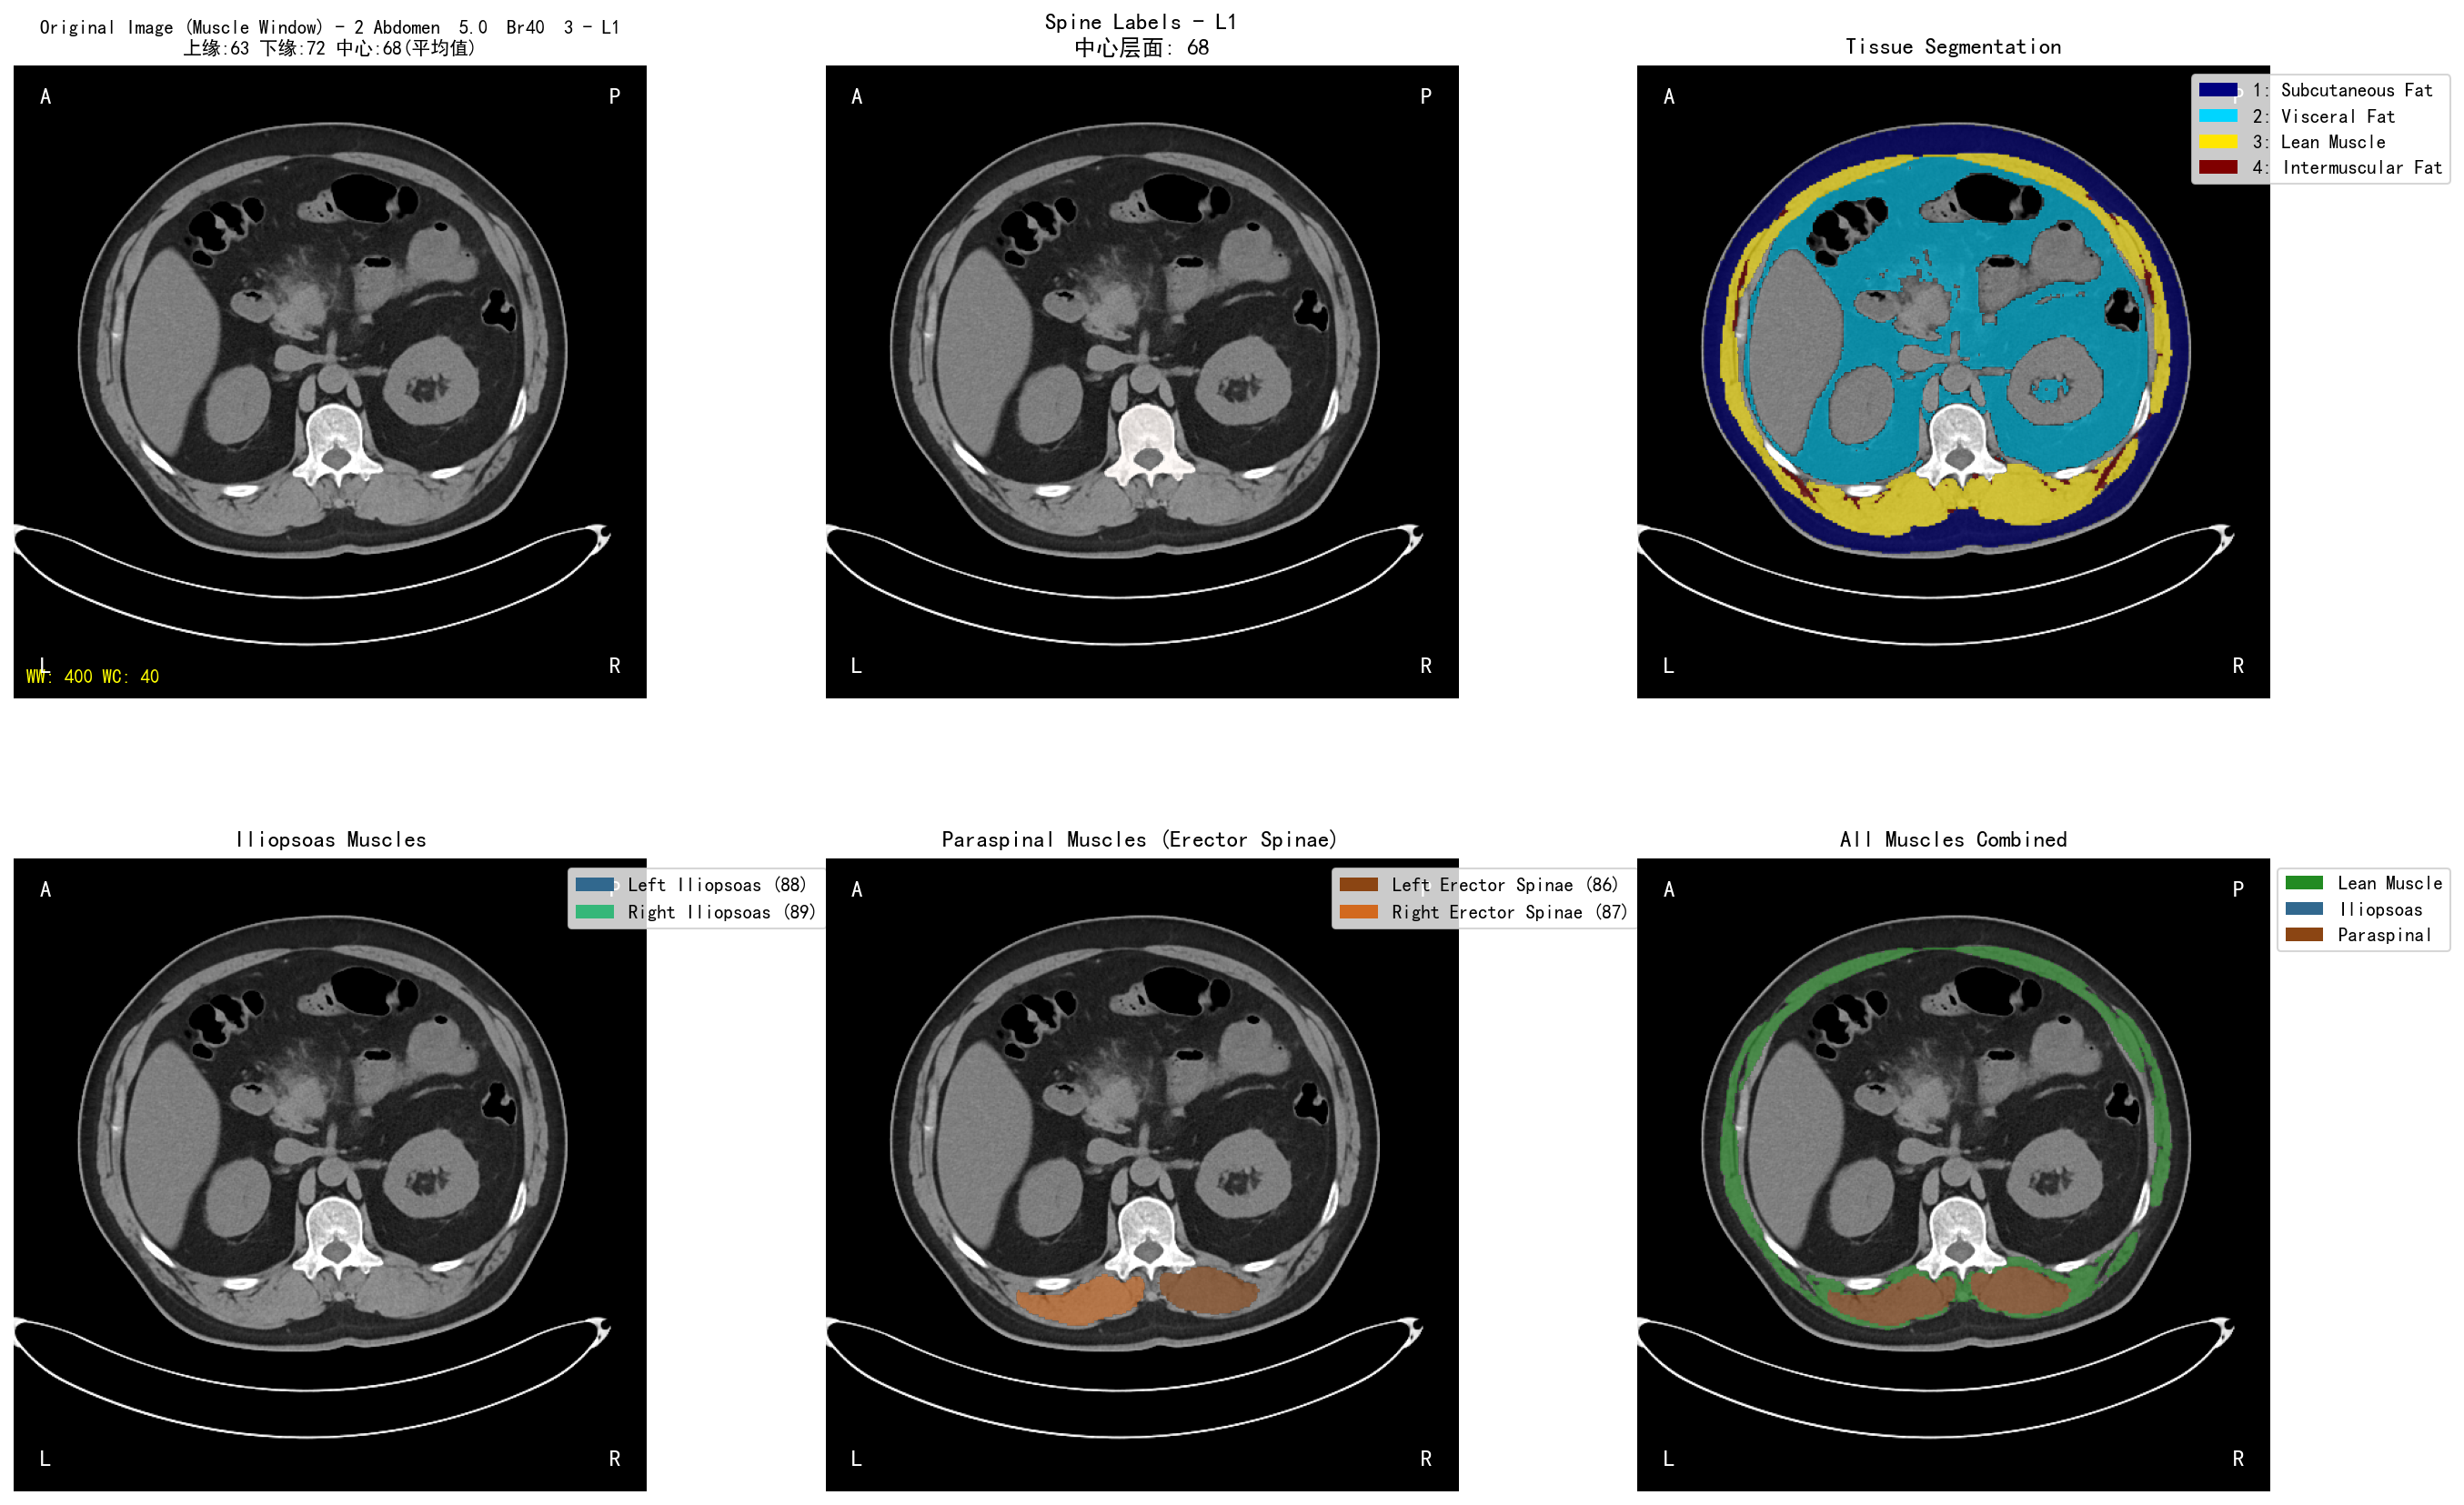 Original Image (Muscle Window) - 2 Abdomen  5.0  Br40  3 - L1
上缘:63 下缘:72 中心:68(平均值)
A
P
WW: 400 WC: 40
L
R
Spine Labels - L1
中心层面: 68
A
P
L
R
Tissue Segmentation
A
P
1: Subcutaneous Fat
2: Visceral Fat
3: Lean Muscle
4: Intermuscular Fat
L
R
Iliopsoas Muscles
A
P
Left Iliopsoas (88)
Right Iliopsoas (89)
L
R
Paraspinal Muscles (Erector Spinae)
A
P
Left Erector Spinae (86)
Right Erector Spinae (87)
L
R
All Muscles Combined
A
P
Lean Muscle
Iliopsoas
Paraspinal
L
R